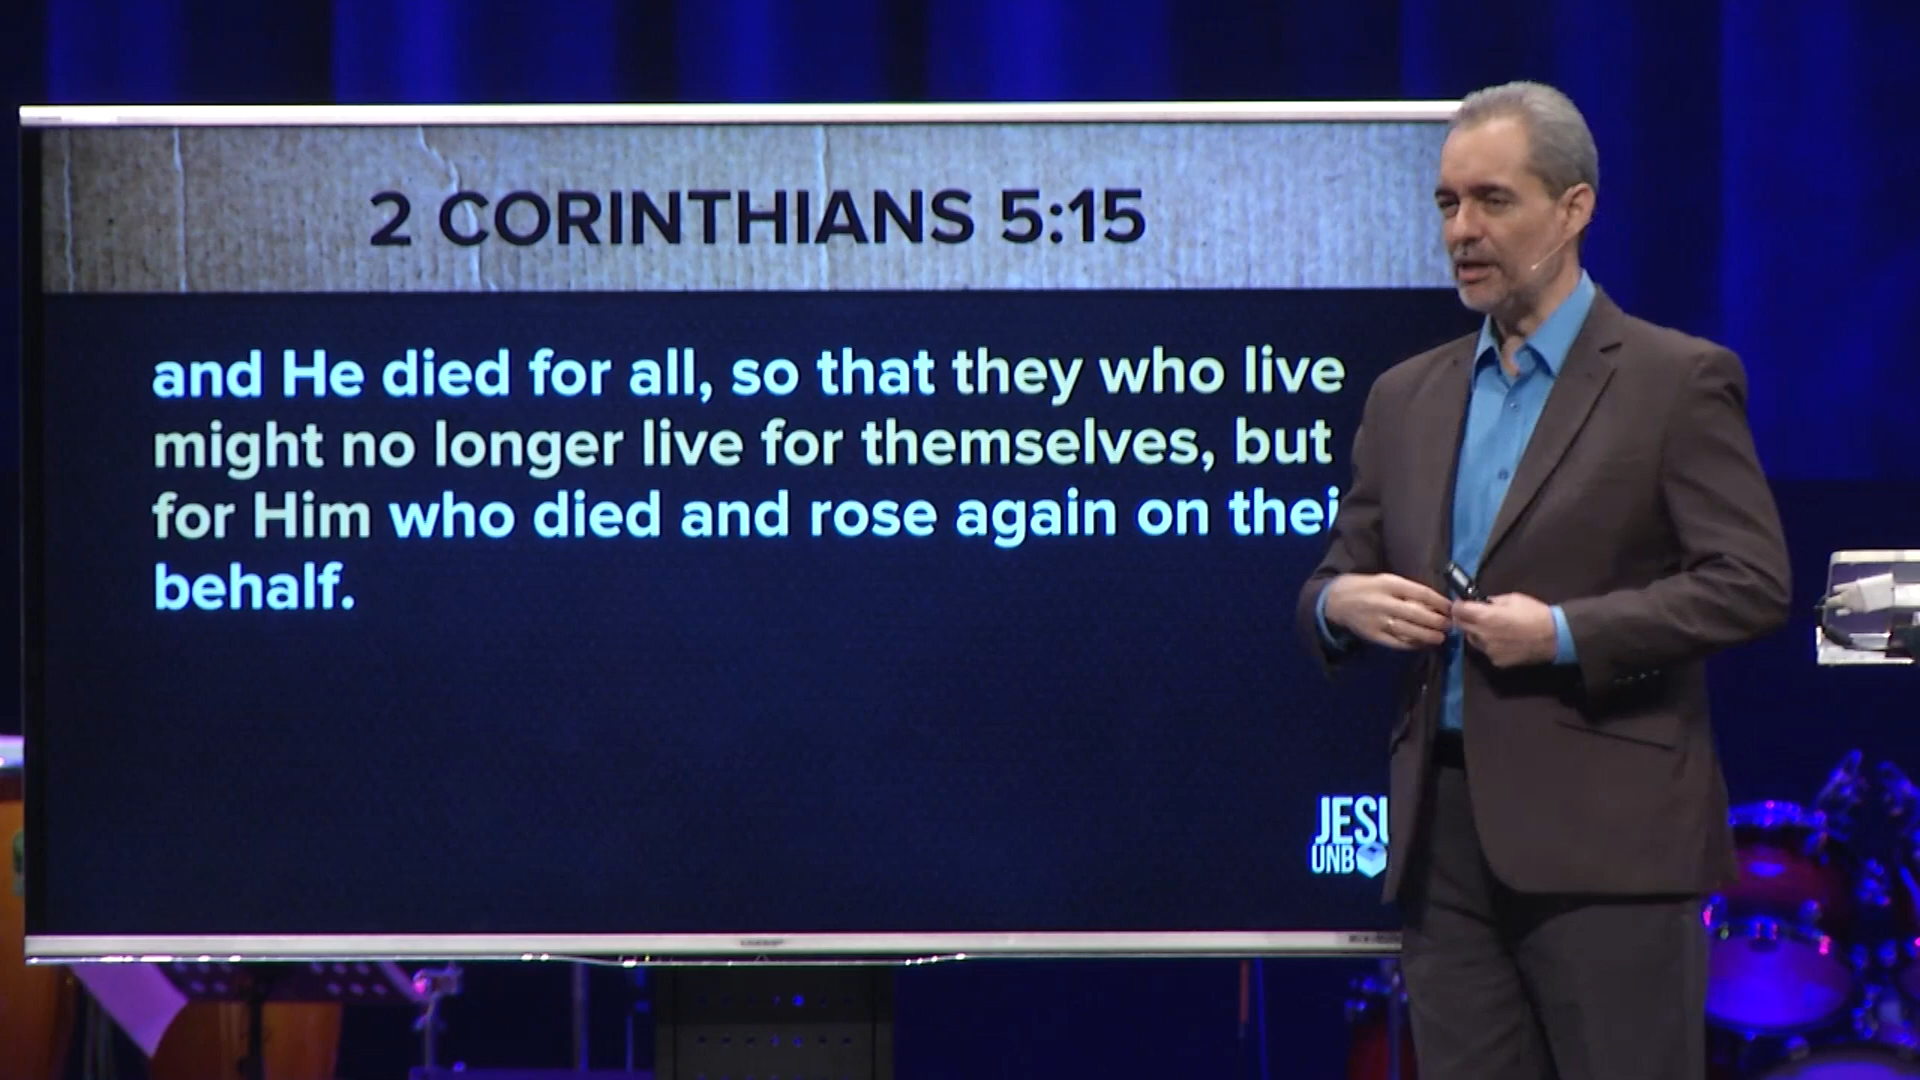 2 CORINTHIANS 5:15
and He died for all, so that they who live
might no longer live for themselves, but
for Him who died and rose again on thei
behalf.
JESU
UNB